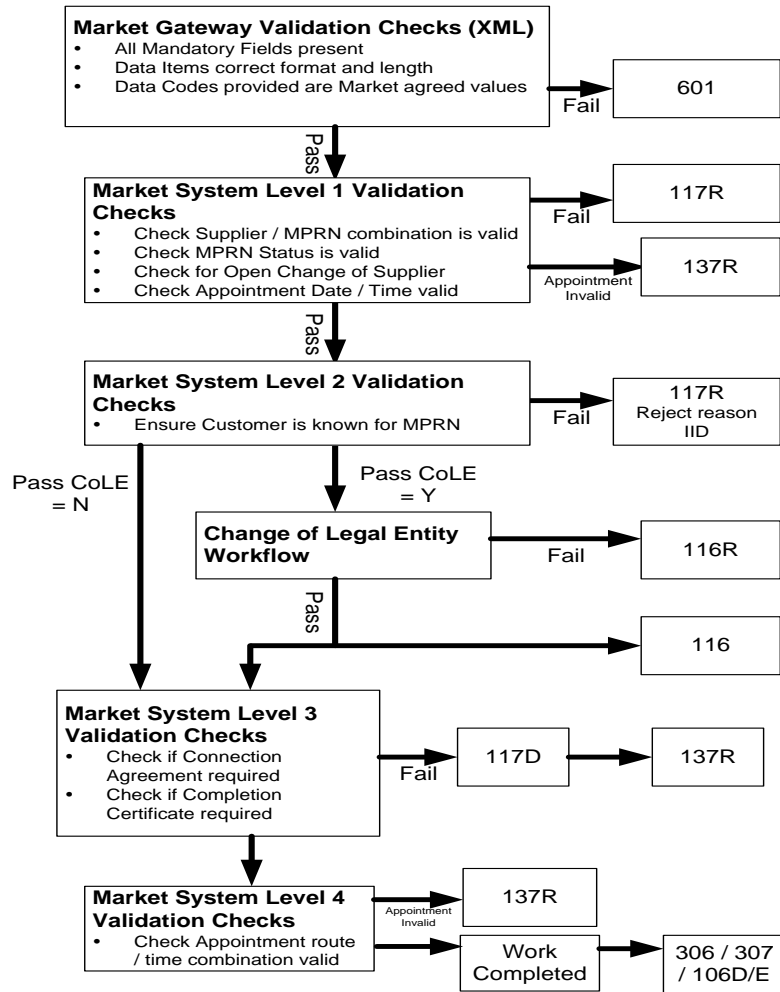 Market Gateway Validation Checks (XML)
• All Mandatory Fields present
• Data Items correct format and length
• Data Codes provided are Market agreed values
Fail
601
Pass
Market System Level 1 Validation
Checks
• Check Supplier / MPRN combination is valid
• Check MPRN Status is valid
• Check for Open Change of Supplier
• Check Appointment Date / Time valid
Fail
117R
Appointment
Invalid
137R
Pass
Market System Level 2 Validation
Checks
• Ensure Customer is known for MPRN
Fail
117R
Reject reason
IID
Pass CoLE
= N
Pass CoLE
= Y
Change of Legal Entity
Workflow
Fail
116R
Pass
116
Market System Level 3
Validation Checks
• Check if Connection
Agreement required
• Check if Completion
Certificate required
Fail
117D
137R
Market System Level 4
Validation Checks
• Check Appointment route
/ time combination valid
Appointment
Invalid
137R
Work
Completed
306 / 307
/ 106D/E